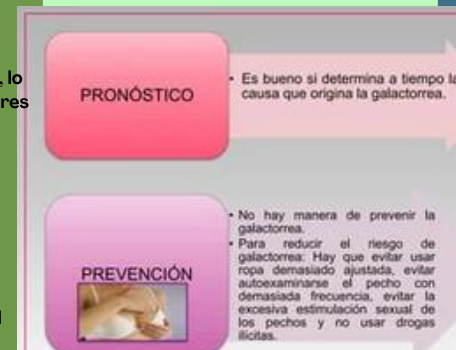 , lo
res
PRONÓSTICO
• Es bueno si determina a tiempo la
causa que origina la galactorrea.
PREVENCIÓN
• No hay manera de prevenir la
galactorrea.
• Para reducir el riesgo de
galactorrea: Hay que evitar usar
ropa demasiado ajustada, evitar
autoexaminarse el pecho con
demasiada frecuencia, evitar la
excesiva estimulación sexual de
los pechos y no usar drogas
ilícitas.